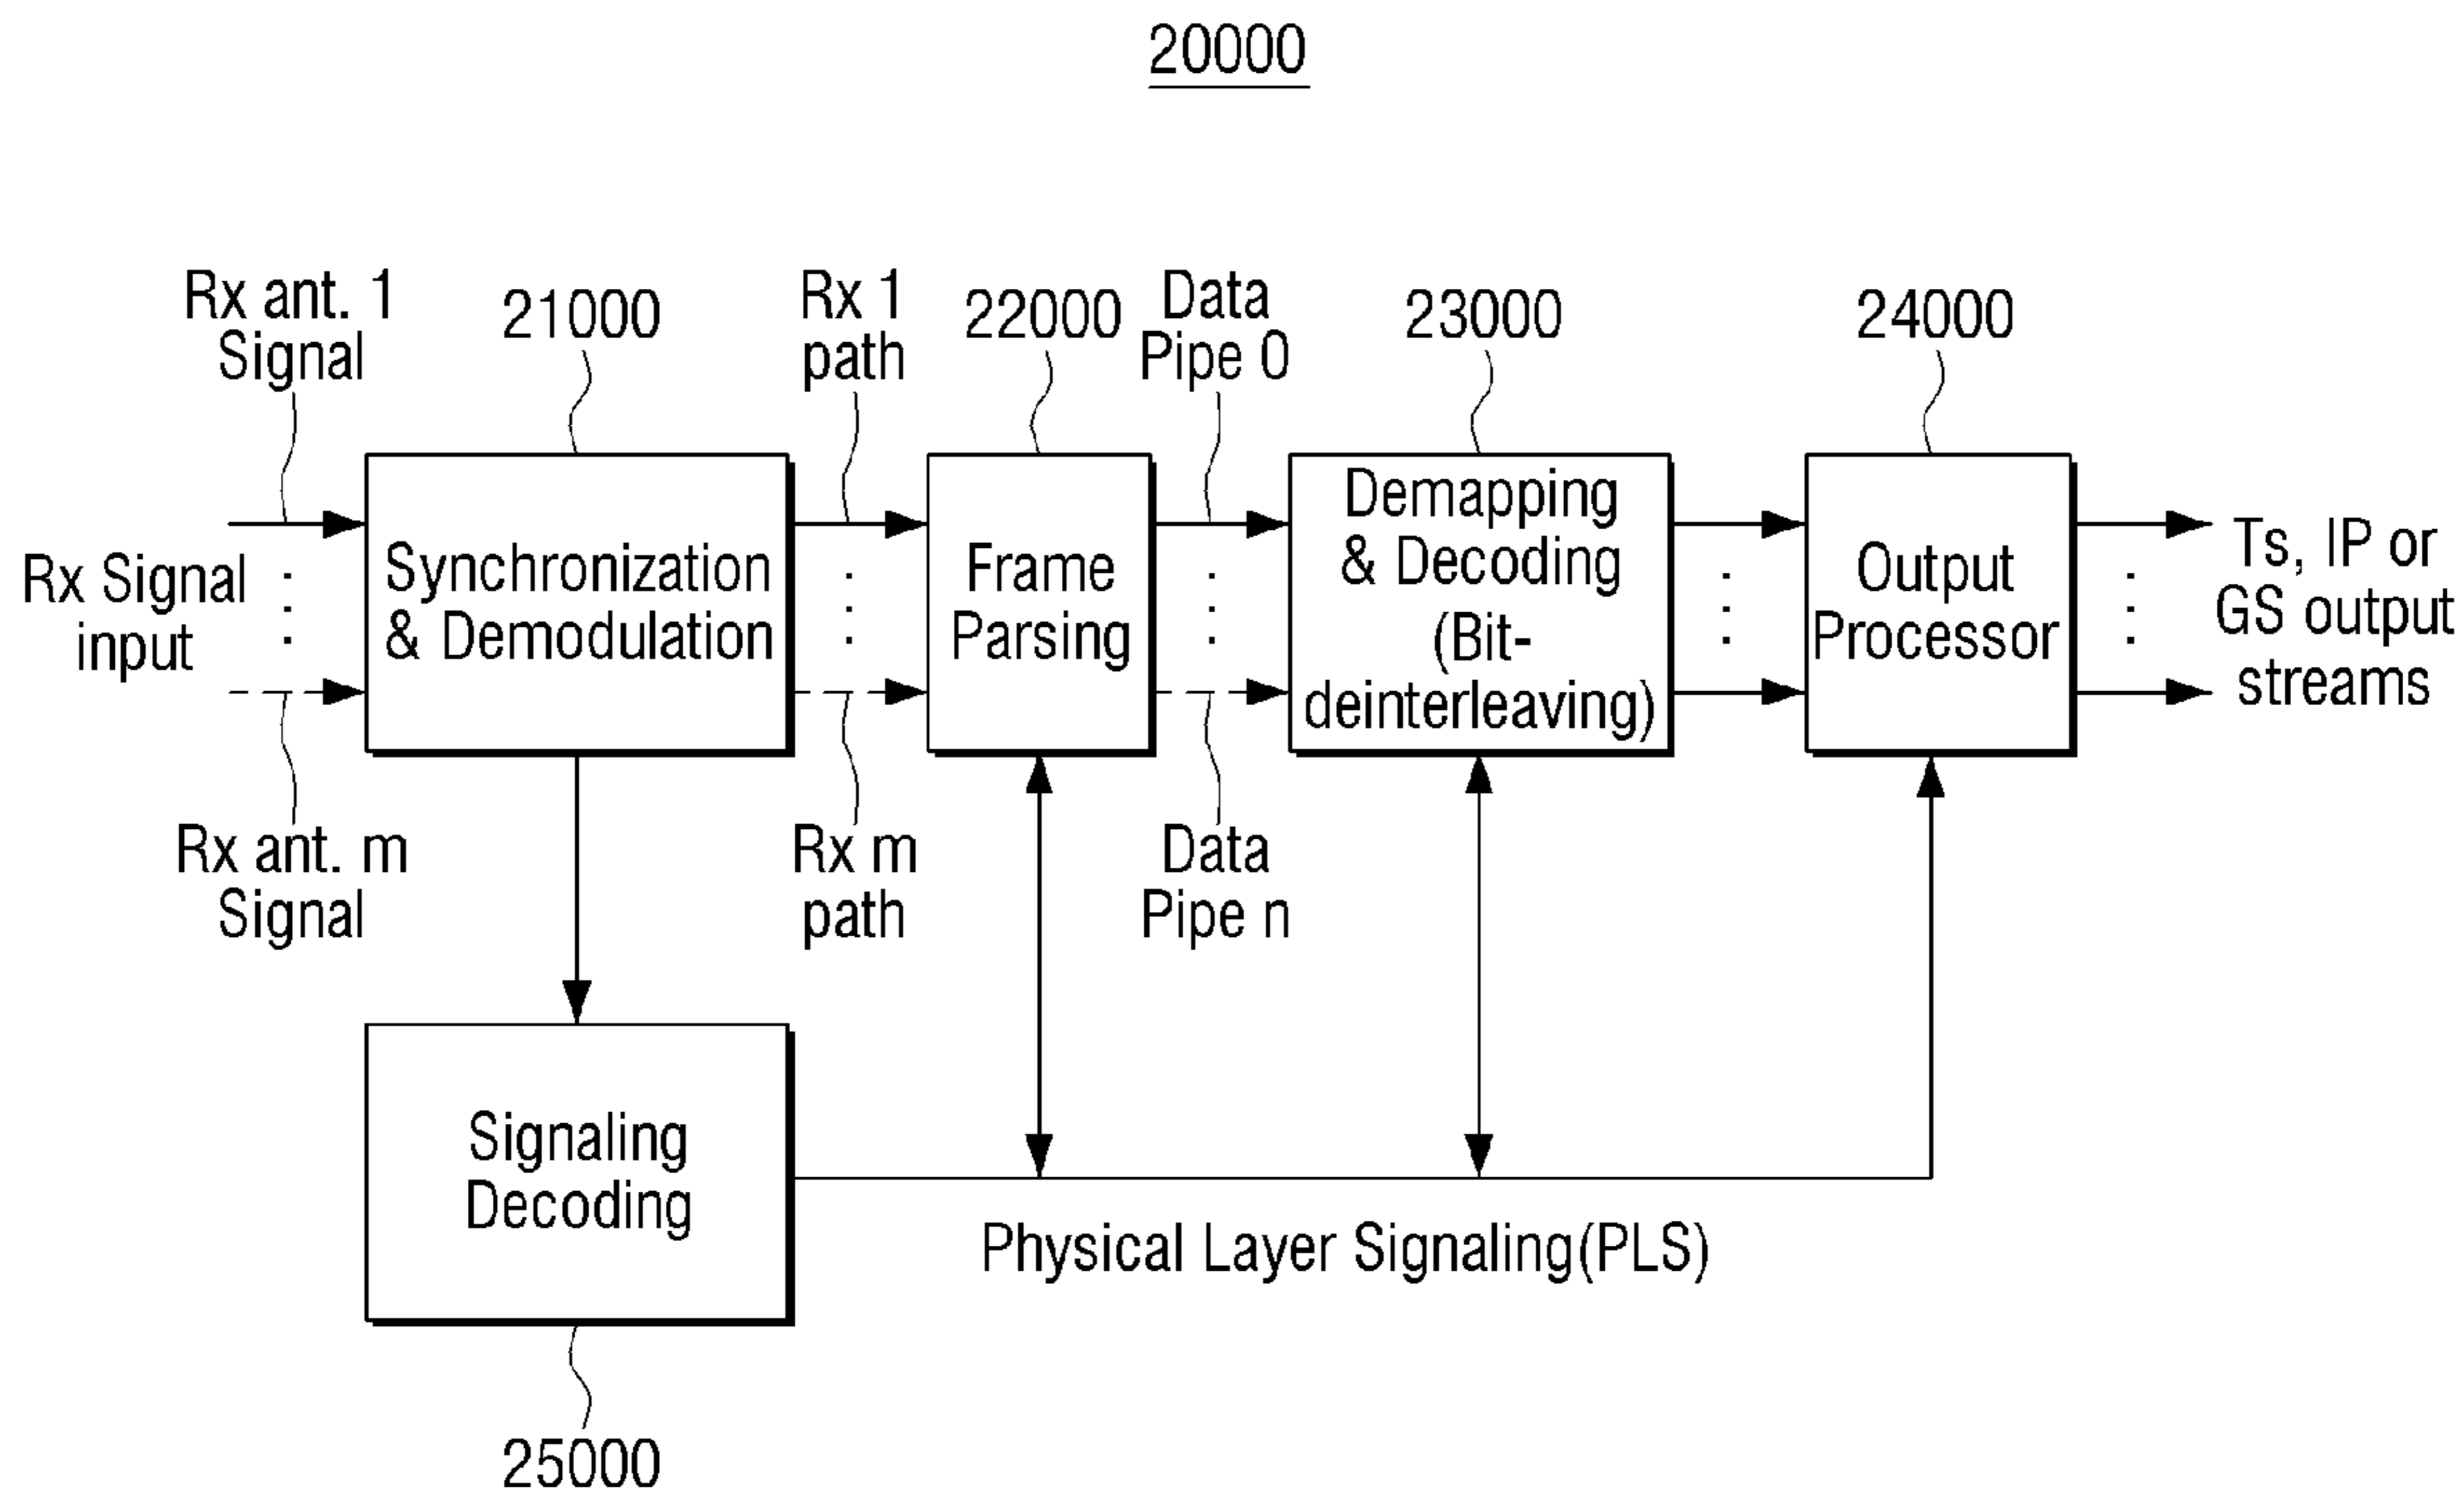 20000
Rx ant. 1
Signal
21000
Rx 1
path
22000
Data
Pipe 0
23000
24000
Rx Signal
input
Synchronization
& Demodulation
Frame
Parsing
Demapping
& Decoding
(Bit-
deinterleaving)
Output
Processor
Ts, IP or
GS output
streams
Rx ant. m
Signal
Rx m
path
Data
Pipe n
Signaling
Decoding
Physical Layer Signaling(PLS)
25000